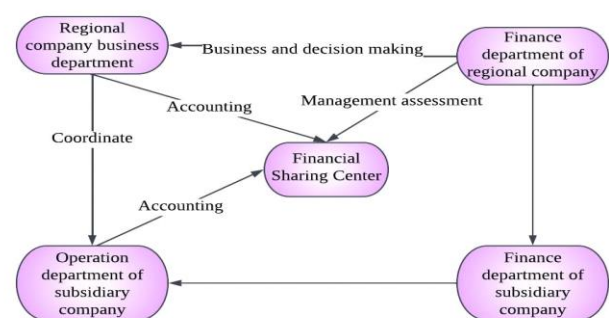 Regional
company business
department
Business and decision making
Finance
department of
regional company
Accounting
Management assessment
Coordinate
Financial
Sharing Center
Accounting
Operation
department of
subsidiary
company
Finance
department of
subsidiary
company